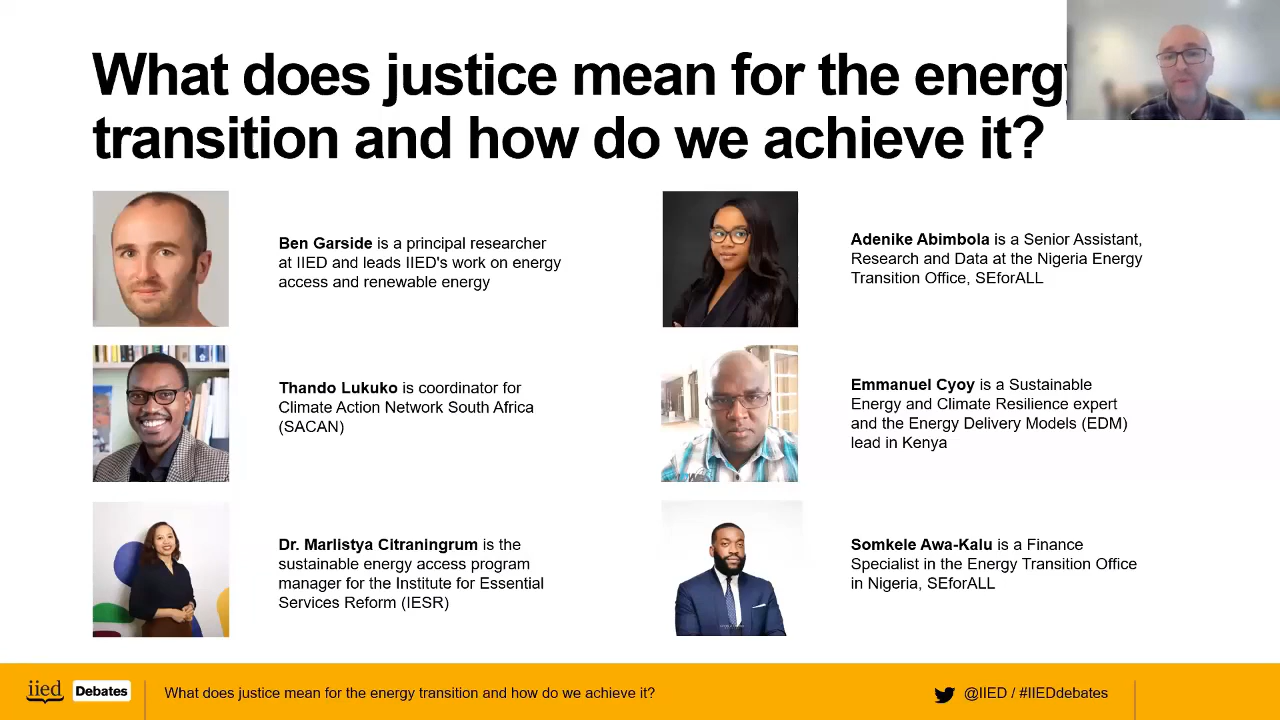 What does justice mean for the energy
transition and how do we achieve it?
Ben Garside is a principal researcher
at IIED and leads IIED's work on energy
access and renewable energy
Adenike Abimbola is a Senior Assistant,
Research and Data at the Nigeria Energy
Transition Office, SEforALL
Thando Lukuko is coordinator for
Climate Action Network South Africa
(SACAN)
Emmanuel Cyoy is a Sustainable
Energy and Climate Resilience expert
and the Energy Delivery Models (EDM)
lead in Kenya
Dr. Marlistya Citraningrum is the
sustainable energy access program
manager for the Institute for Essential
Services Reform (IESR)
Somkele Awa-Kalu is a Finance
Specialist in the Energy Transition Office
in Nigeria, SEforALL
iied Debates
What does justice mean for the energy transition and how do we achieve it?
@IIED / #IIEDdebates